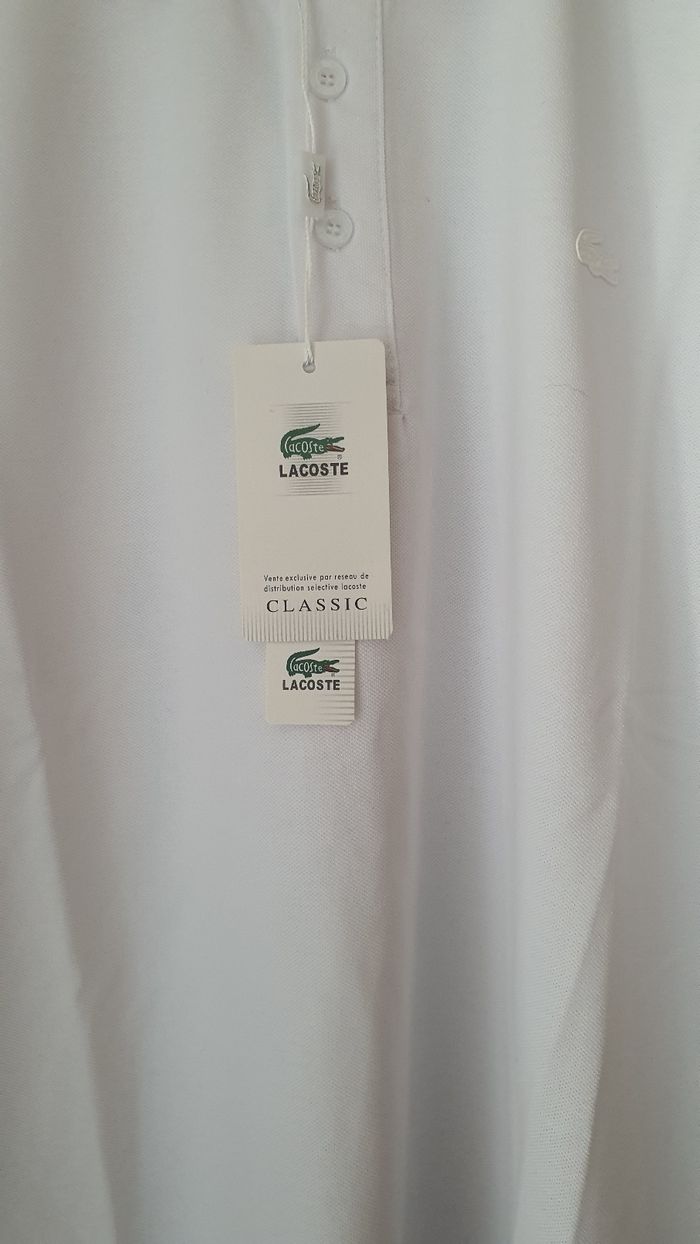 Lacoste
LACOSTE
Vente exclusive par reseau de
distribution selective lacoste
CLASSIC
Lacoste
LACOSTE